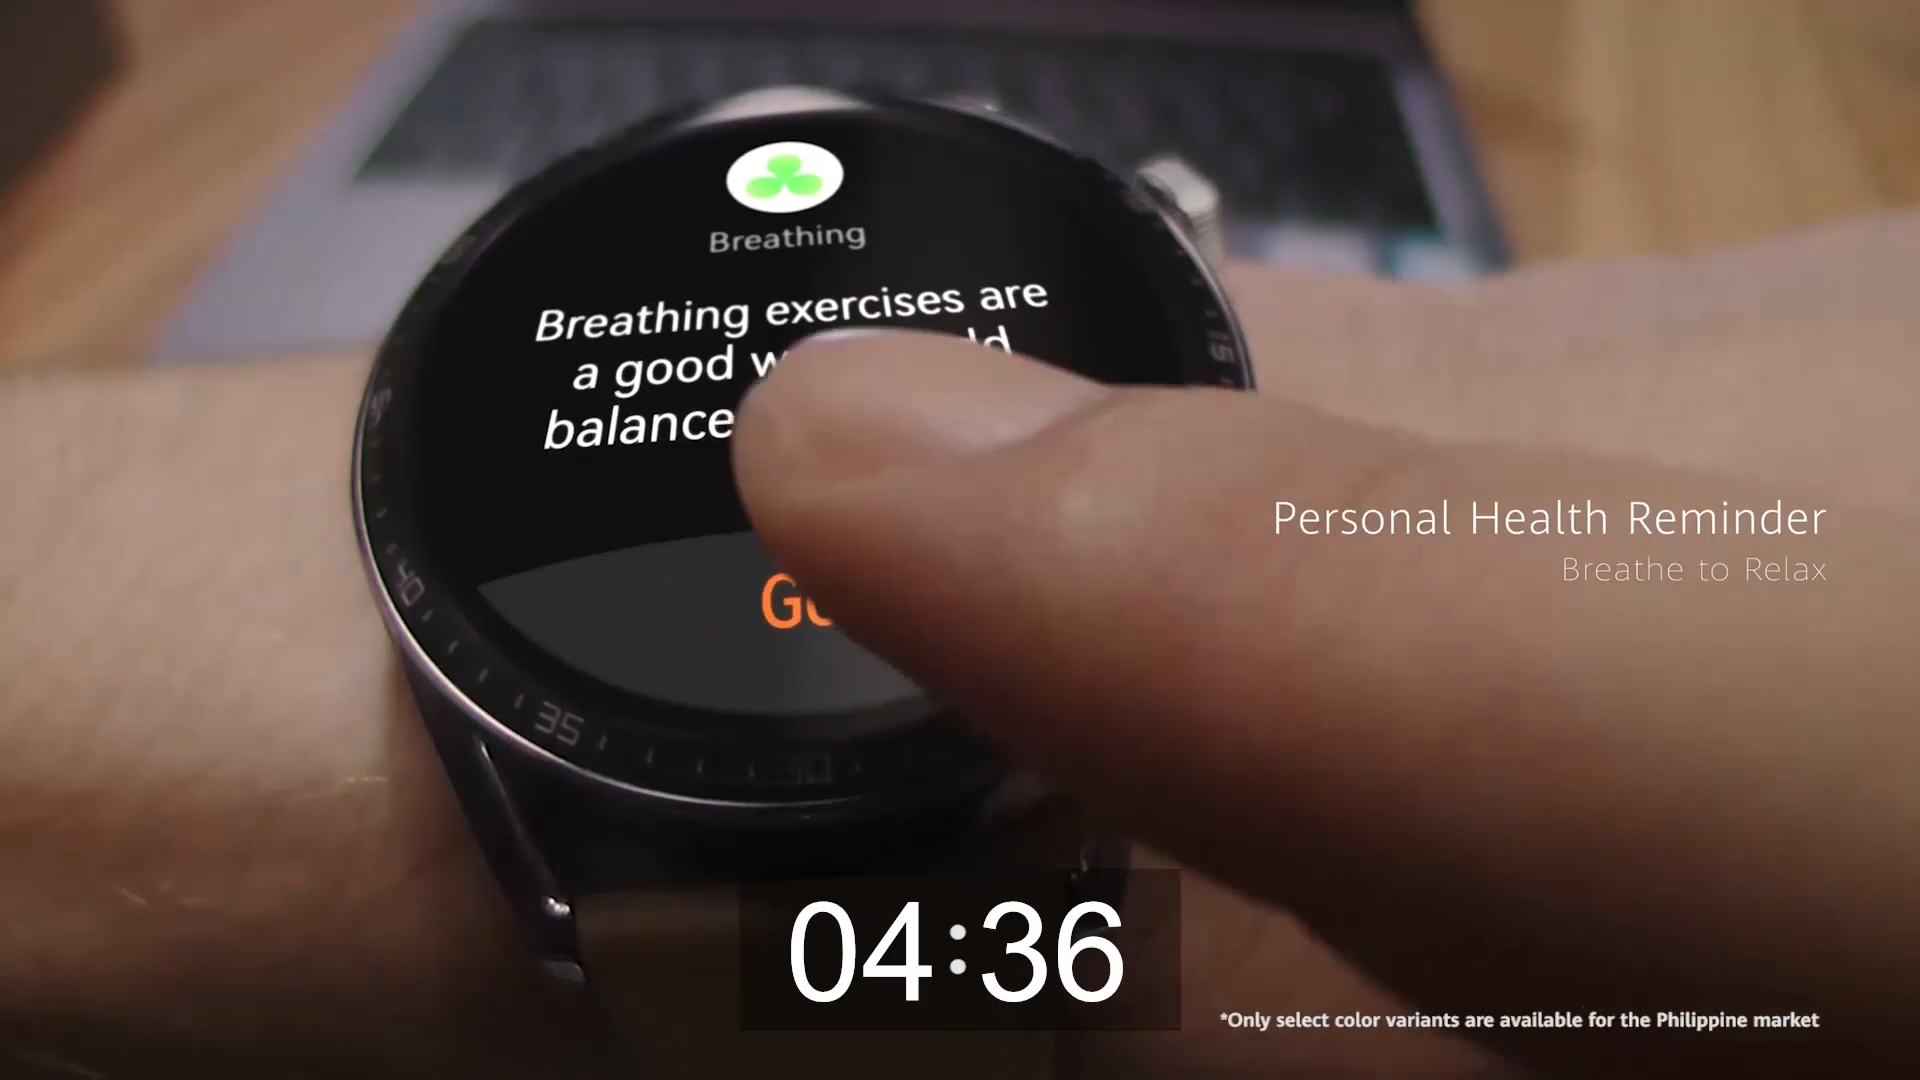 Breathing
Breathing exercises are
a good
balance
Personal Health Reminder
Breathe to Relax
35
04:36
*Only select color variants are available for the Philippine market